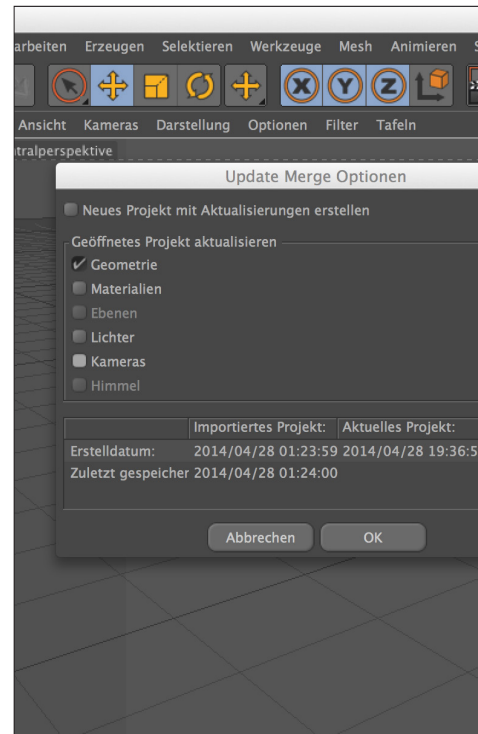 arbeiten Erzeugen Selektieren Werkzeuge Mesh Animieren S
X Y Z
Ansicht Kameras Darstellung Optionen Filter Tafeln
ntralperspektive
Update Merge Optionen
Neues Projekt mit Aktualisierungen erstellen
Geöffnetes Projekt aktualisieren
Geometrie
Materialien
Ebenen
Lichter
Kameras
Himmel
Importiertes Projekt: Aktuelles Projekt:
Erstelldatum: 2014/04/28 01:23:59 2014/04/28 19:36:5
Zuletzt gespeicher 2014/04/28 01:24:00
Abbrechen OK